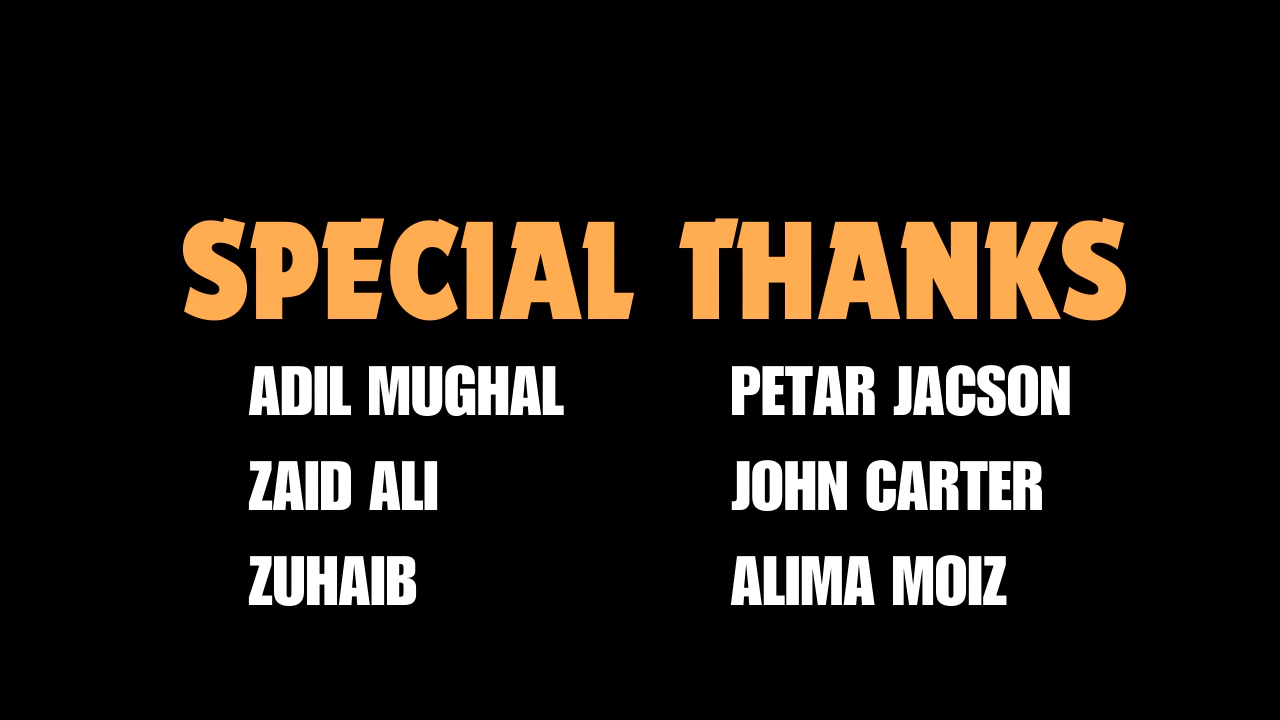 SPECIAL THANKS
ADIL MUGHAL
ZAID ALI
ZUHAIB
PETAR JACSON
JOHN CARTER
ALIMA MOIZ